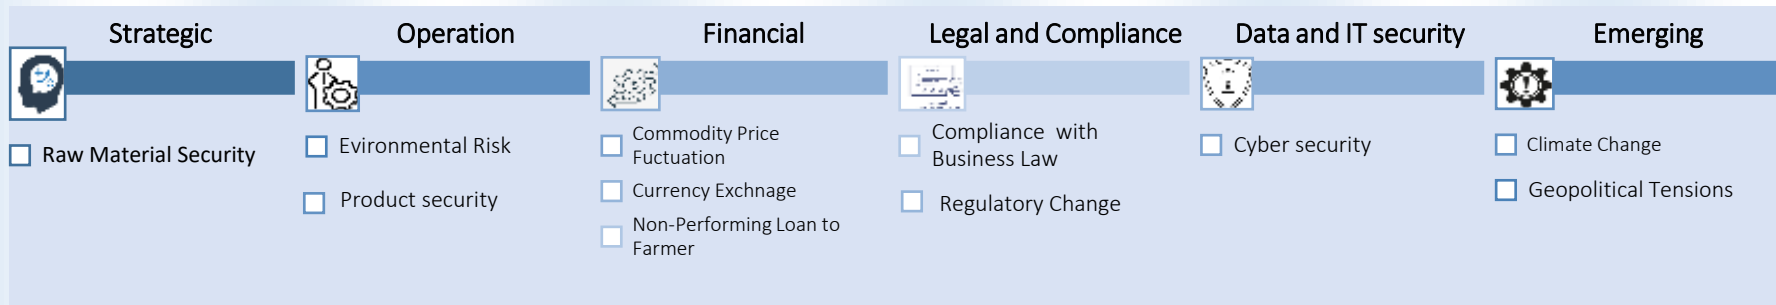 Strategic
Raw Material Security
Operation
Evironmental Risk
Product security
Financial
Commodity Price
Fuctuation
Currency Exchnage
Non-Performing Loan to
Farmer
Legal and Compliance
Compliance with
Business Law
Regulatory Change
Data and IT security
Cyber security
Emerging
Climate Change
Geopolitical Tensions